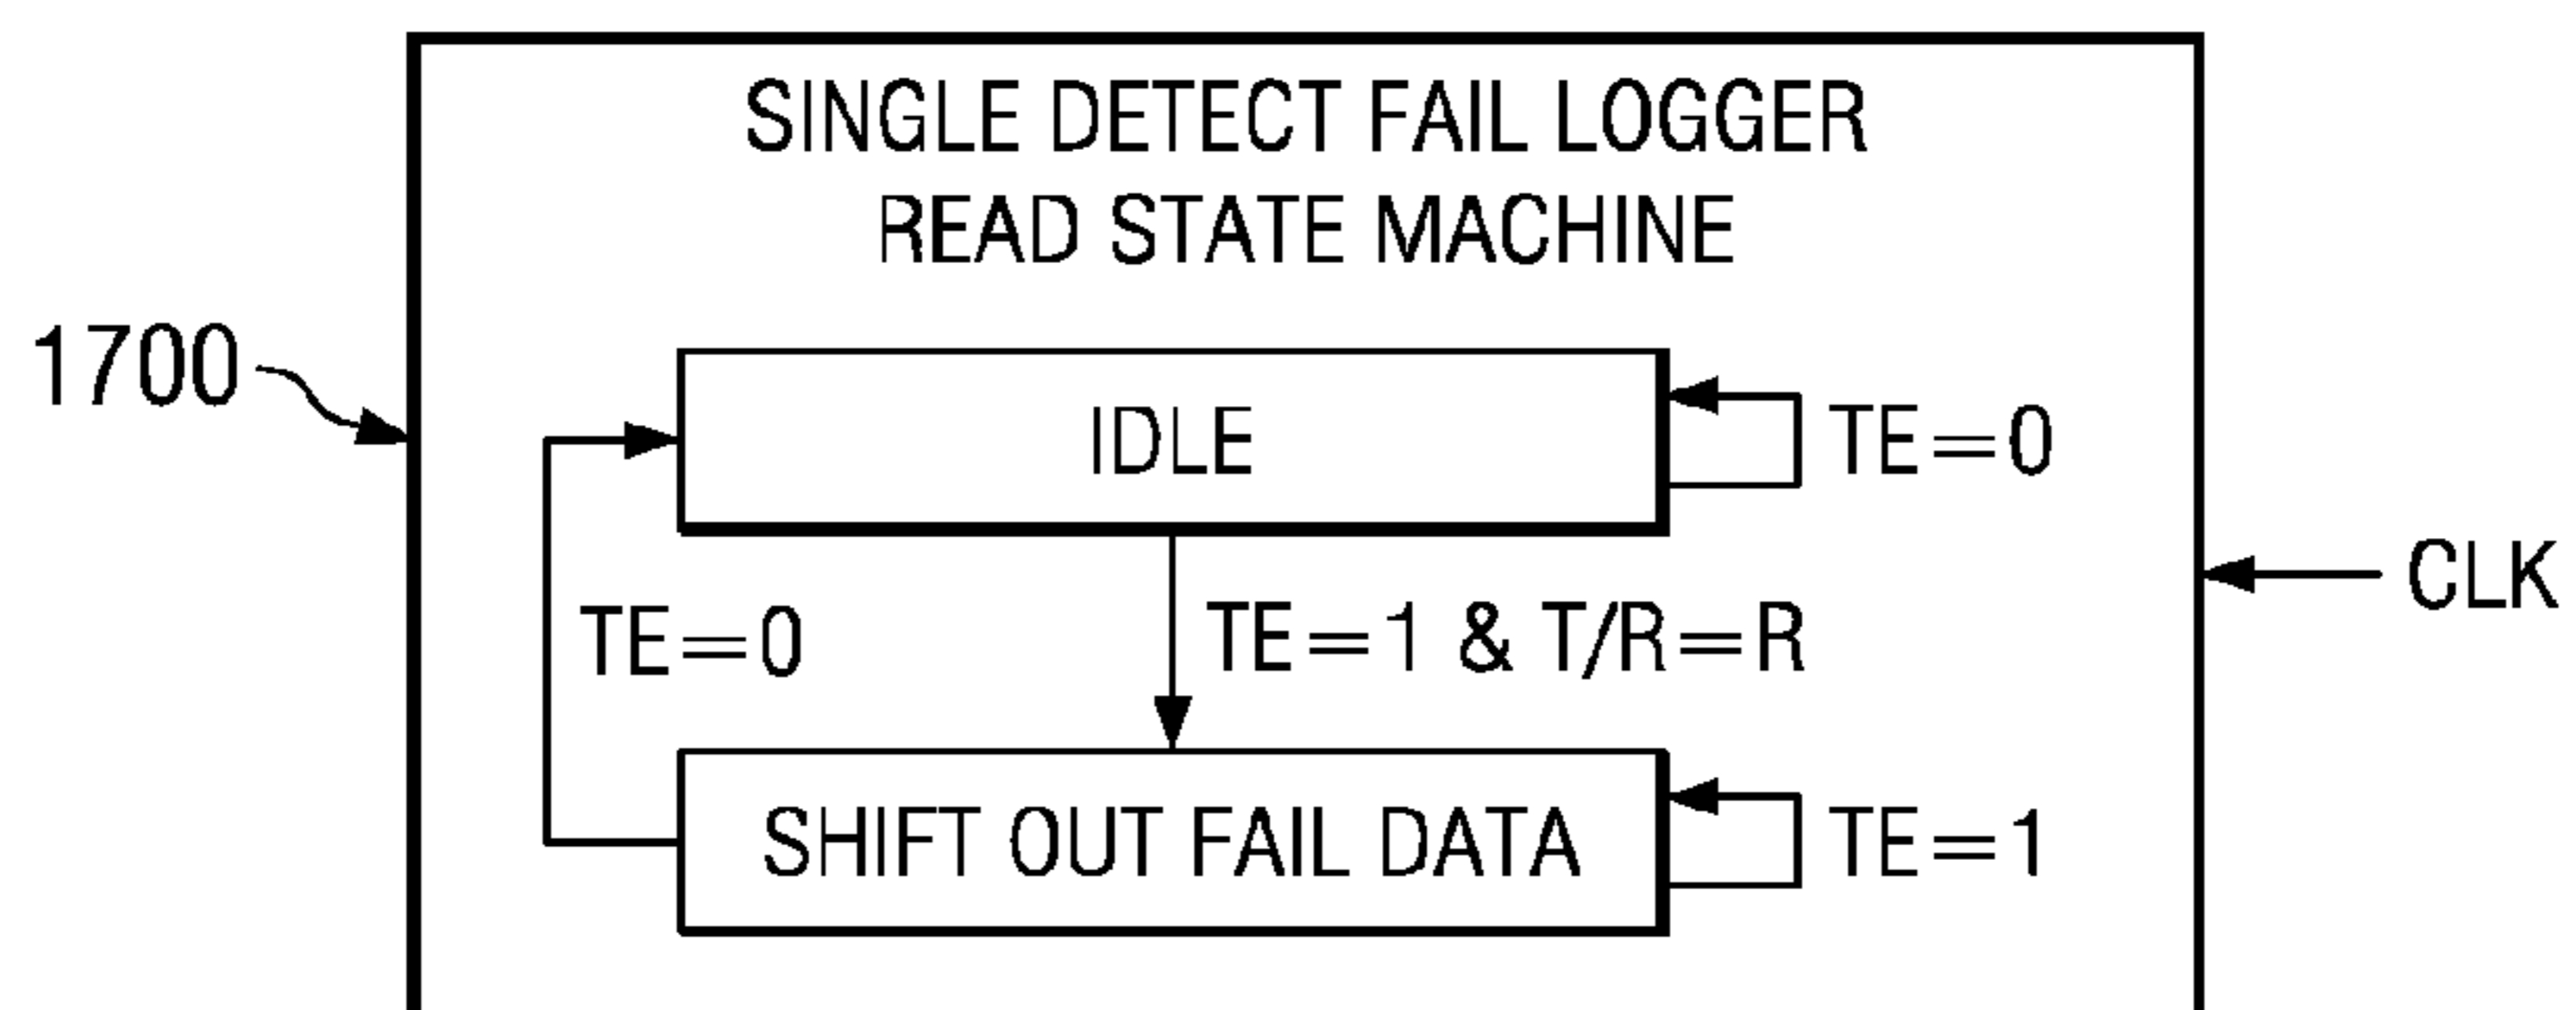 SINGLE DETECT FAIL LOGGER
READ STATE MACHINE
1700
IDLE
TE=0
CLK
TE=0
TE=1 & T/R=R
SHIFT OUT FAIL DATA
TE=1